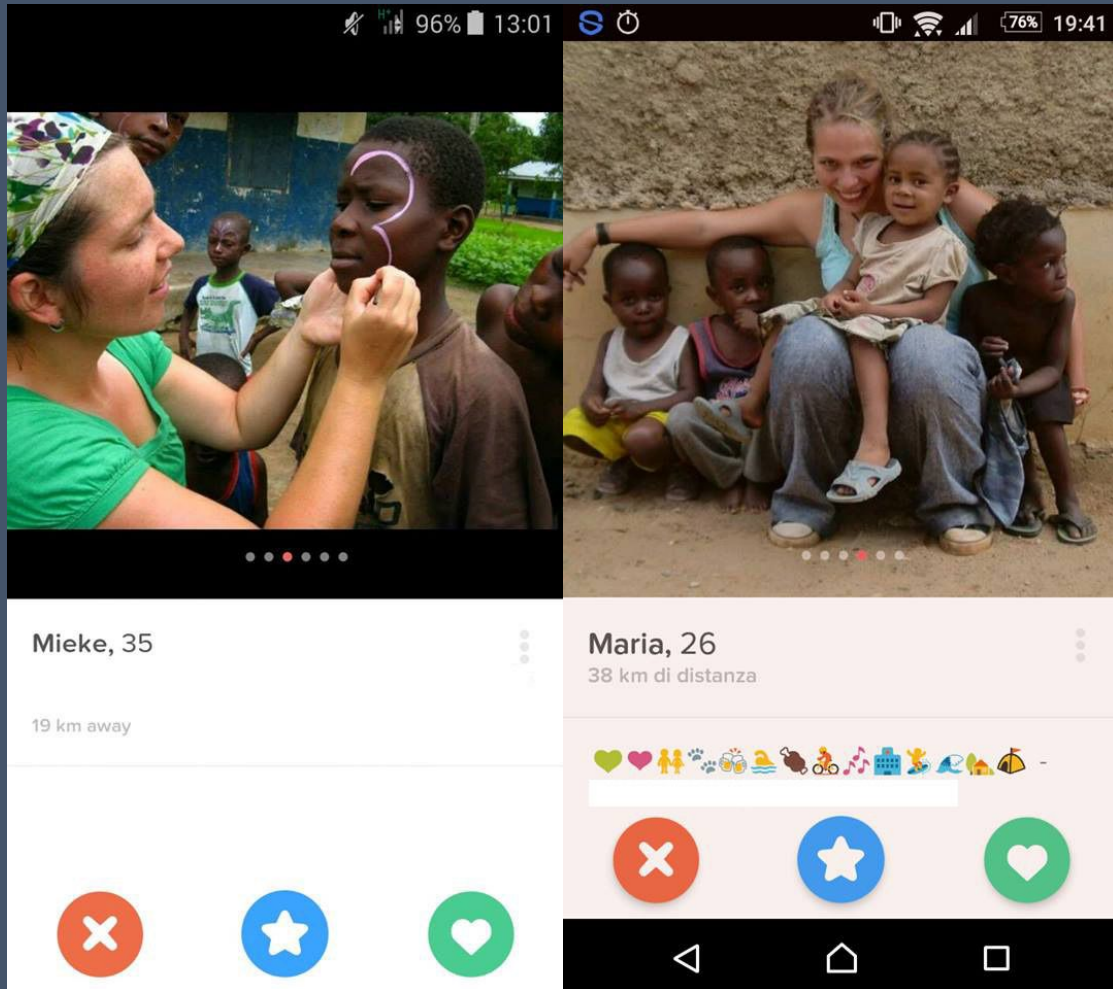 H+ 96% 13:01
Mieke, 35
19 km away
S 76% 19:41
Maria, 26
38 km di distanza
-